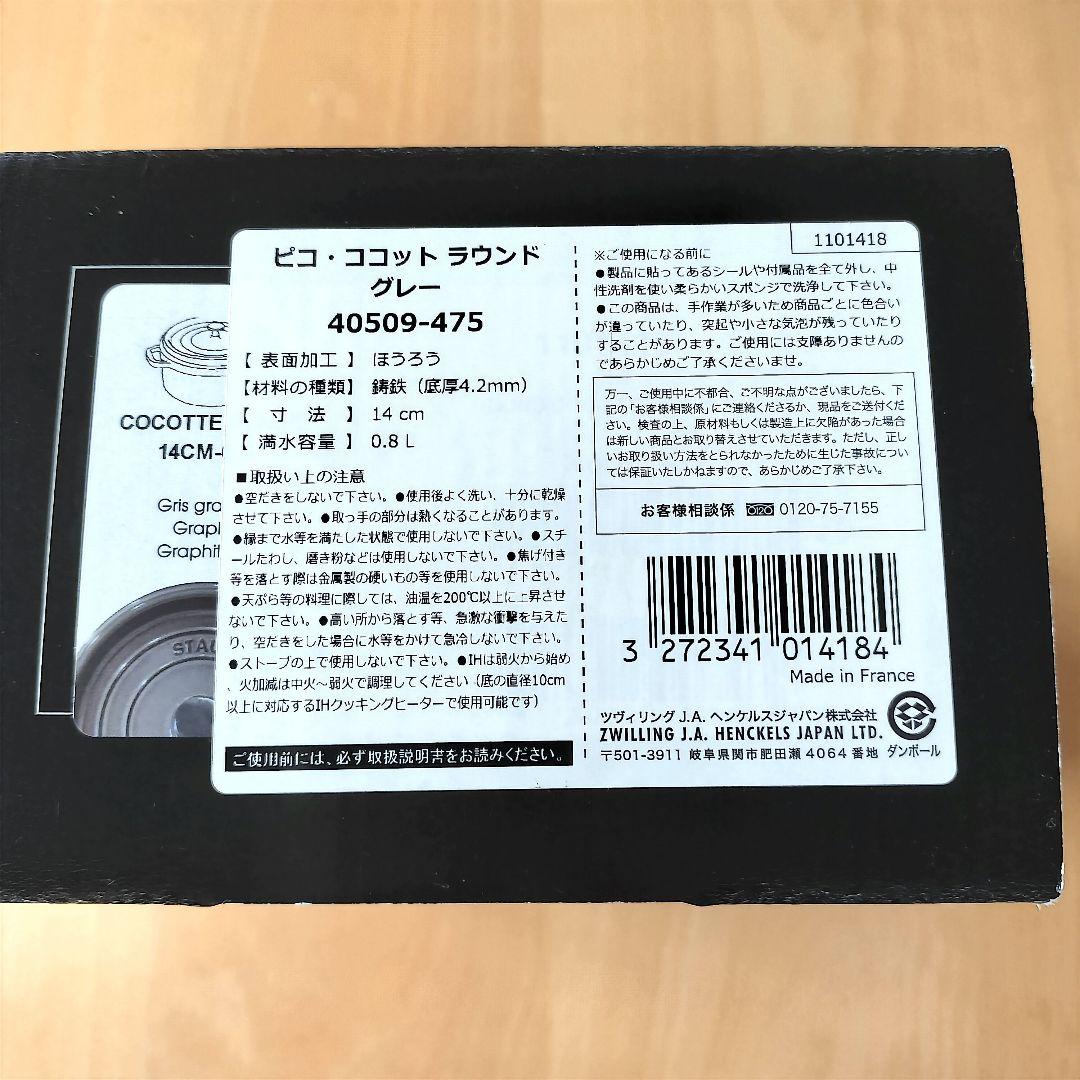 ピコ・ココット ラウンド
グレー
40509-475
【 表面加工 】 ほうろう
【材料の種類】 鋳鉄（底厚4.2mm）
【 寸 法 】 14 cm
【 満水容量 】 0.8 L
■取扱い上の注意
●空だきをしないで下さい。●使用後よく洗い、十分に乾燥
させて下さい。●取っ手の部分は熱くなることがあります。
●縁まで水等を満たした状態で使用しないで下さい。●スチ
ールたわし、磨き粉などは使用しないで下さい。●焦げ付き
等を落とす際は金属製の硬いもの等を使用しないで下さい。
●天ぷら等の料理に際しては、油温を200℃以上に上昇させ
ないで下さい。●高い所から落とす等、急激な衝撃を与えた
り、空だきをした場合に水等をかけて急冷しないで下さい。
●ストーブの上で使用しないで下さい。●IHは弱火から始め
、火加減は中火～弱火で調理してください（底の直径10cm
以上に対応するIHクッキングヒーターで使用可能です）
ご使用前には、必ず取扱説明書をお読みください。
1101418
※ご使用になる前に
●製品に貼ってあるシールや付属品を全て外し、中
性洗剤を使い柔らかいスポンジで洗浄して下さい。
●この商品は、手作業が多いため商品ごとに色合い
が違っていたり、突起や小さな気泡が残っていたり
することがあります。ご使用には支障ありませんの
であらかじめご了承くださいませ。
万一、ご使用中に不都合、ご不明な点がございましたら、下
記の「お客様相談係」にご連絡くださるか、現品をご送付くだ
さい。検査の上、原材料もしくは製造上に欠陥があった場合
は新しい商品とお取り替えさせていただきます。ただし、正し
いお取り扱い方法をとられなかったために生じた事故につい
ては保証いたしかねますので、あらかじめご了承下さい。
お客様相談係 0120-75-7155
3 272341 014184
Made in France
ツヴィリング J.A. ヘンケルスジャパン株式会社
ZWILLING J.A. HENCKELS JAPAN LTD.
〒501-3911 岐阜県関市肥田瀬 4064 番地
ダンボール
COCOTTE
14CM-
Gris gra
Graph
Graphit
STAU